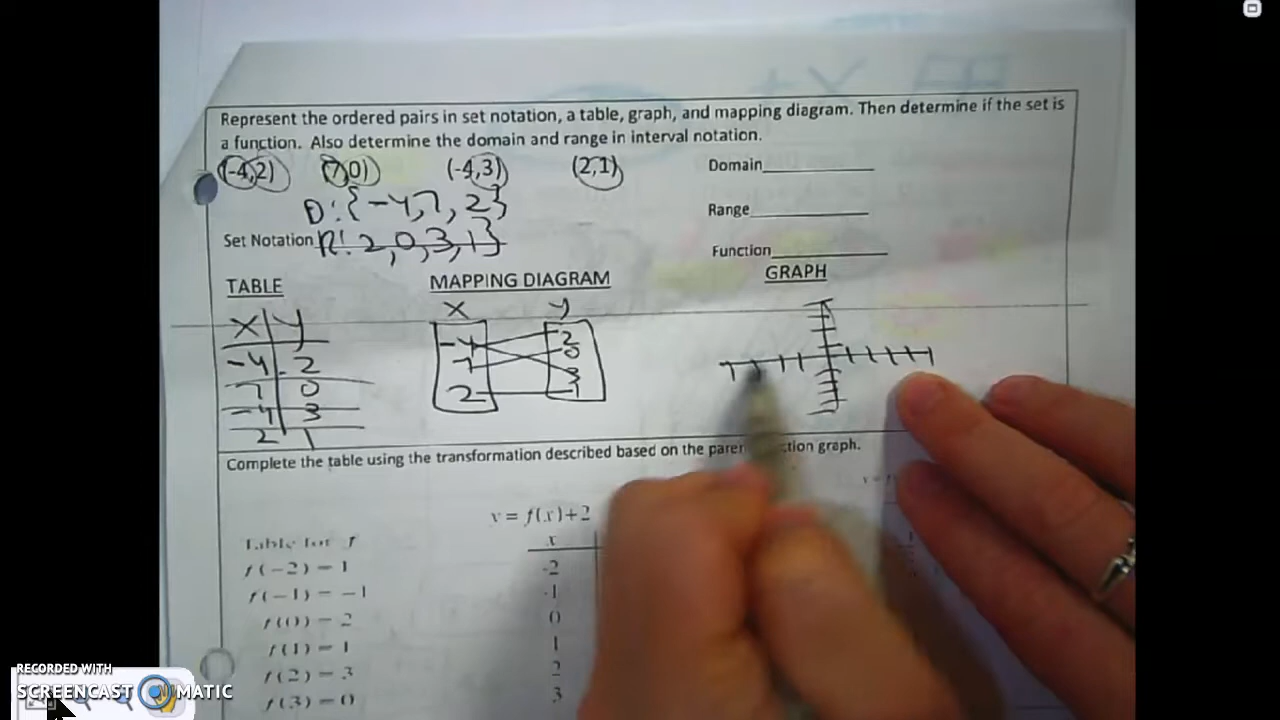 Represent the ordered pairs in set notation, a table, graph, and mapping diagram. Then determine if the set is
a function. Also determine the domain and range in interval notation.
(-4,2) (7,0) (-4,3) (2,1) Domain
D:{-4,7,2}
Range
Set Notation R: 2,0,3,1}
Function
TABLE MAPPING DIAGRAM GRAPH
x y x y
-4 2 -4 2
7 0 7 0
-4 3 2 3
2 1 1
Complete the table using the transformation described based on the graph.
y = f(x)+2
Table for f x
f(-2) = 1 -2
f(-1) = -1 -1
f(0) = 2 0
f(1) = 1 1
f(2) = 3 2
f(3) = 0 3
RECORDED WITH
SCREENCAST MATIC